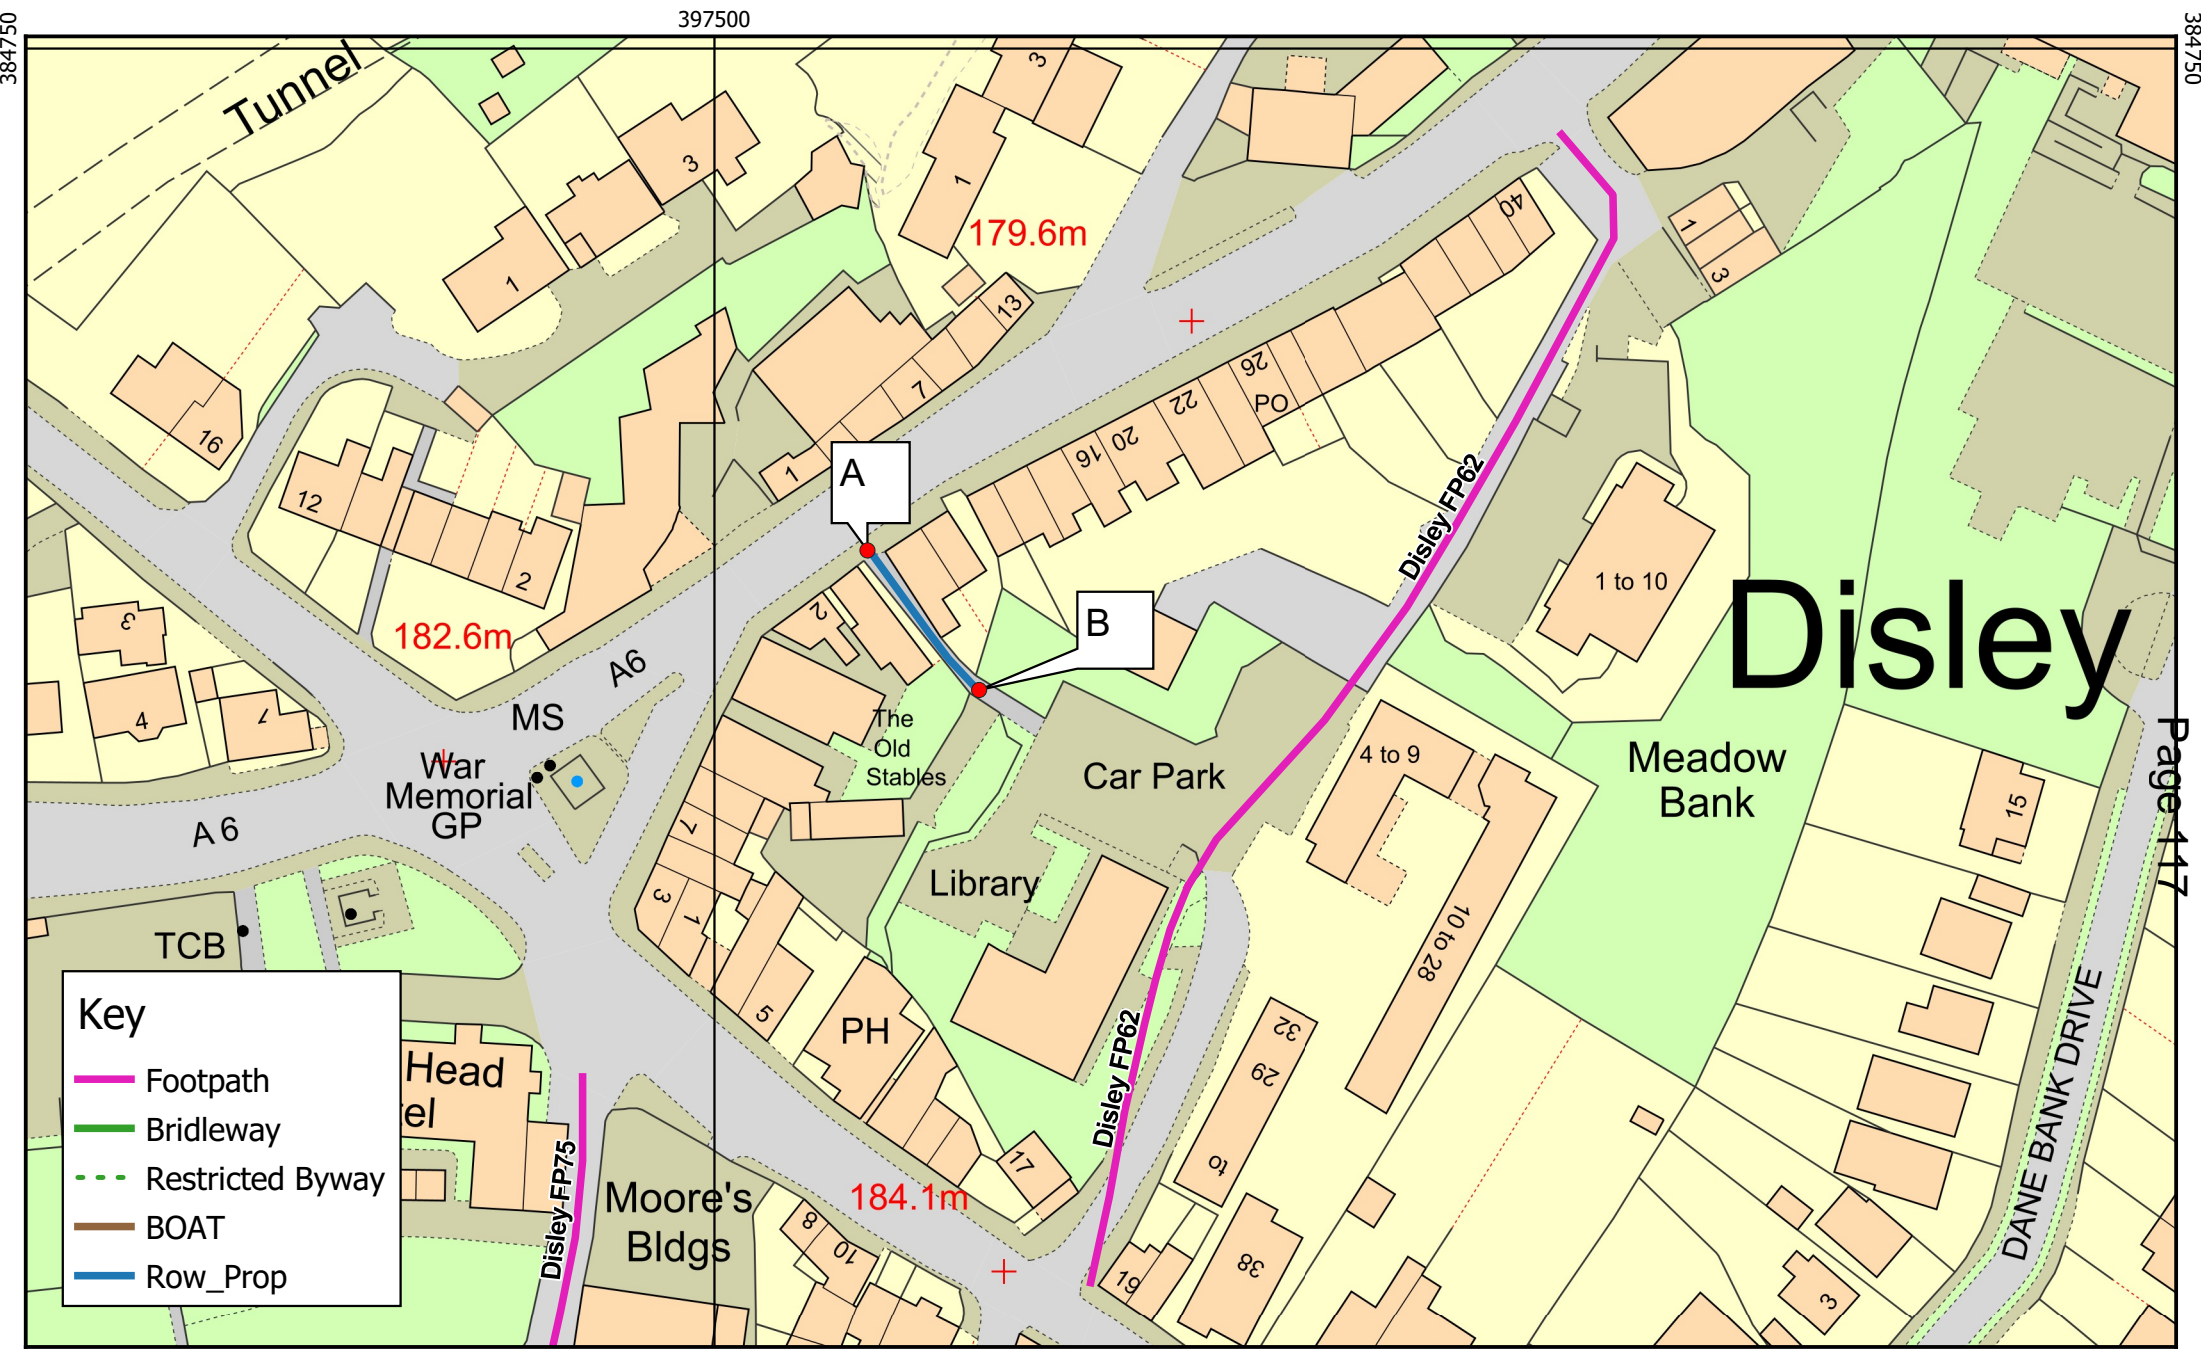 397500
384750
384750
Tunnel
3
3
1
179.6m
40
1
3
1
13
7
1
16
26
PO
22
20
16
A
12
2
Disley FP62
1 to 10
Disley
3
182.6m
2
A6
B
4
1
MS
The
Old
Stables
War
Memorial
GP
Car Park
4 to 9
Meadow
Bank
15
Page 117
A 6
7
3
1
Library
TCB
10 to 28
5
PH
Key
Footpath
Bridleway
Restricted Byway
BOAT
Row_Prop
Head
tel
Disley FP75
Disley FP62
32
29
to
17
Moore's
Bldgs
184.1m
8
10
19
38
3
DANE BANK DRIVE